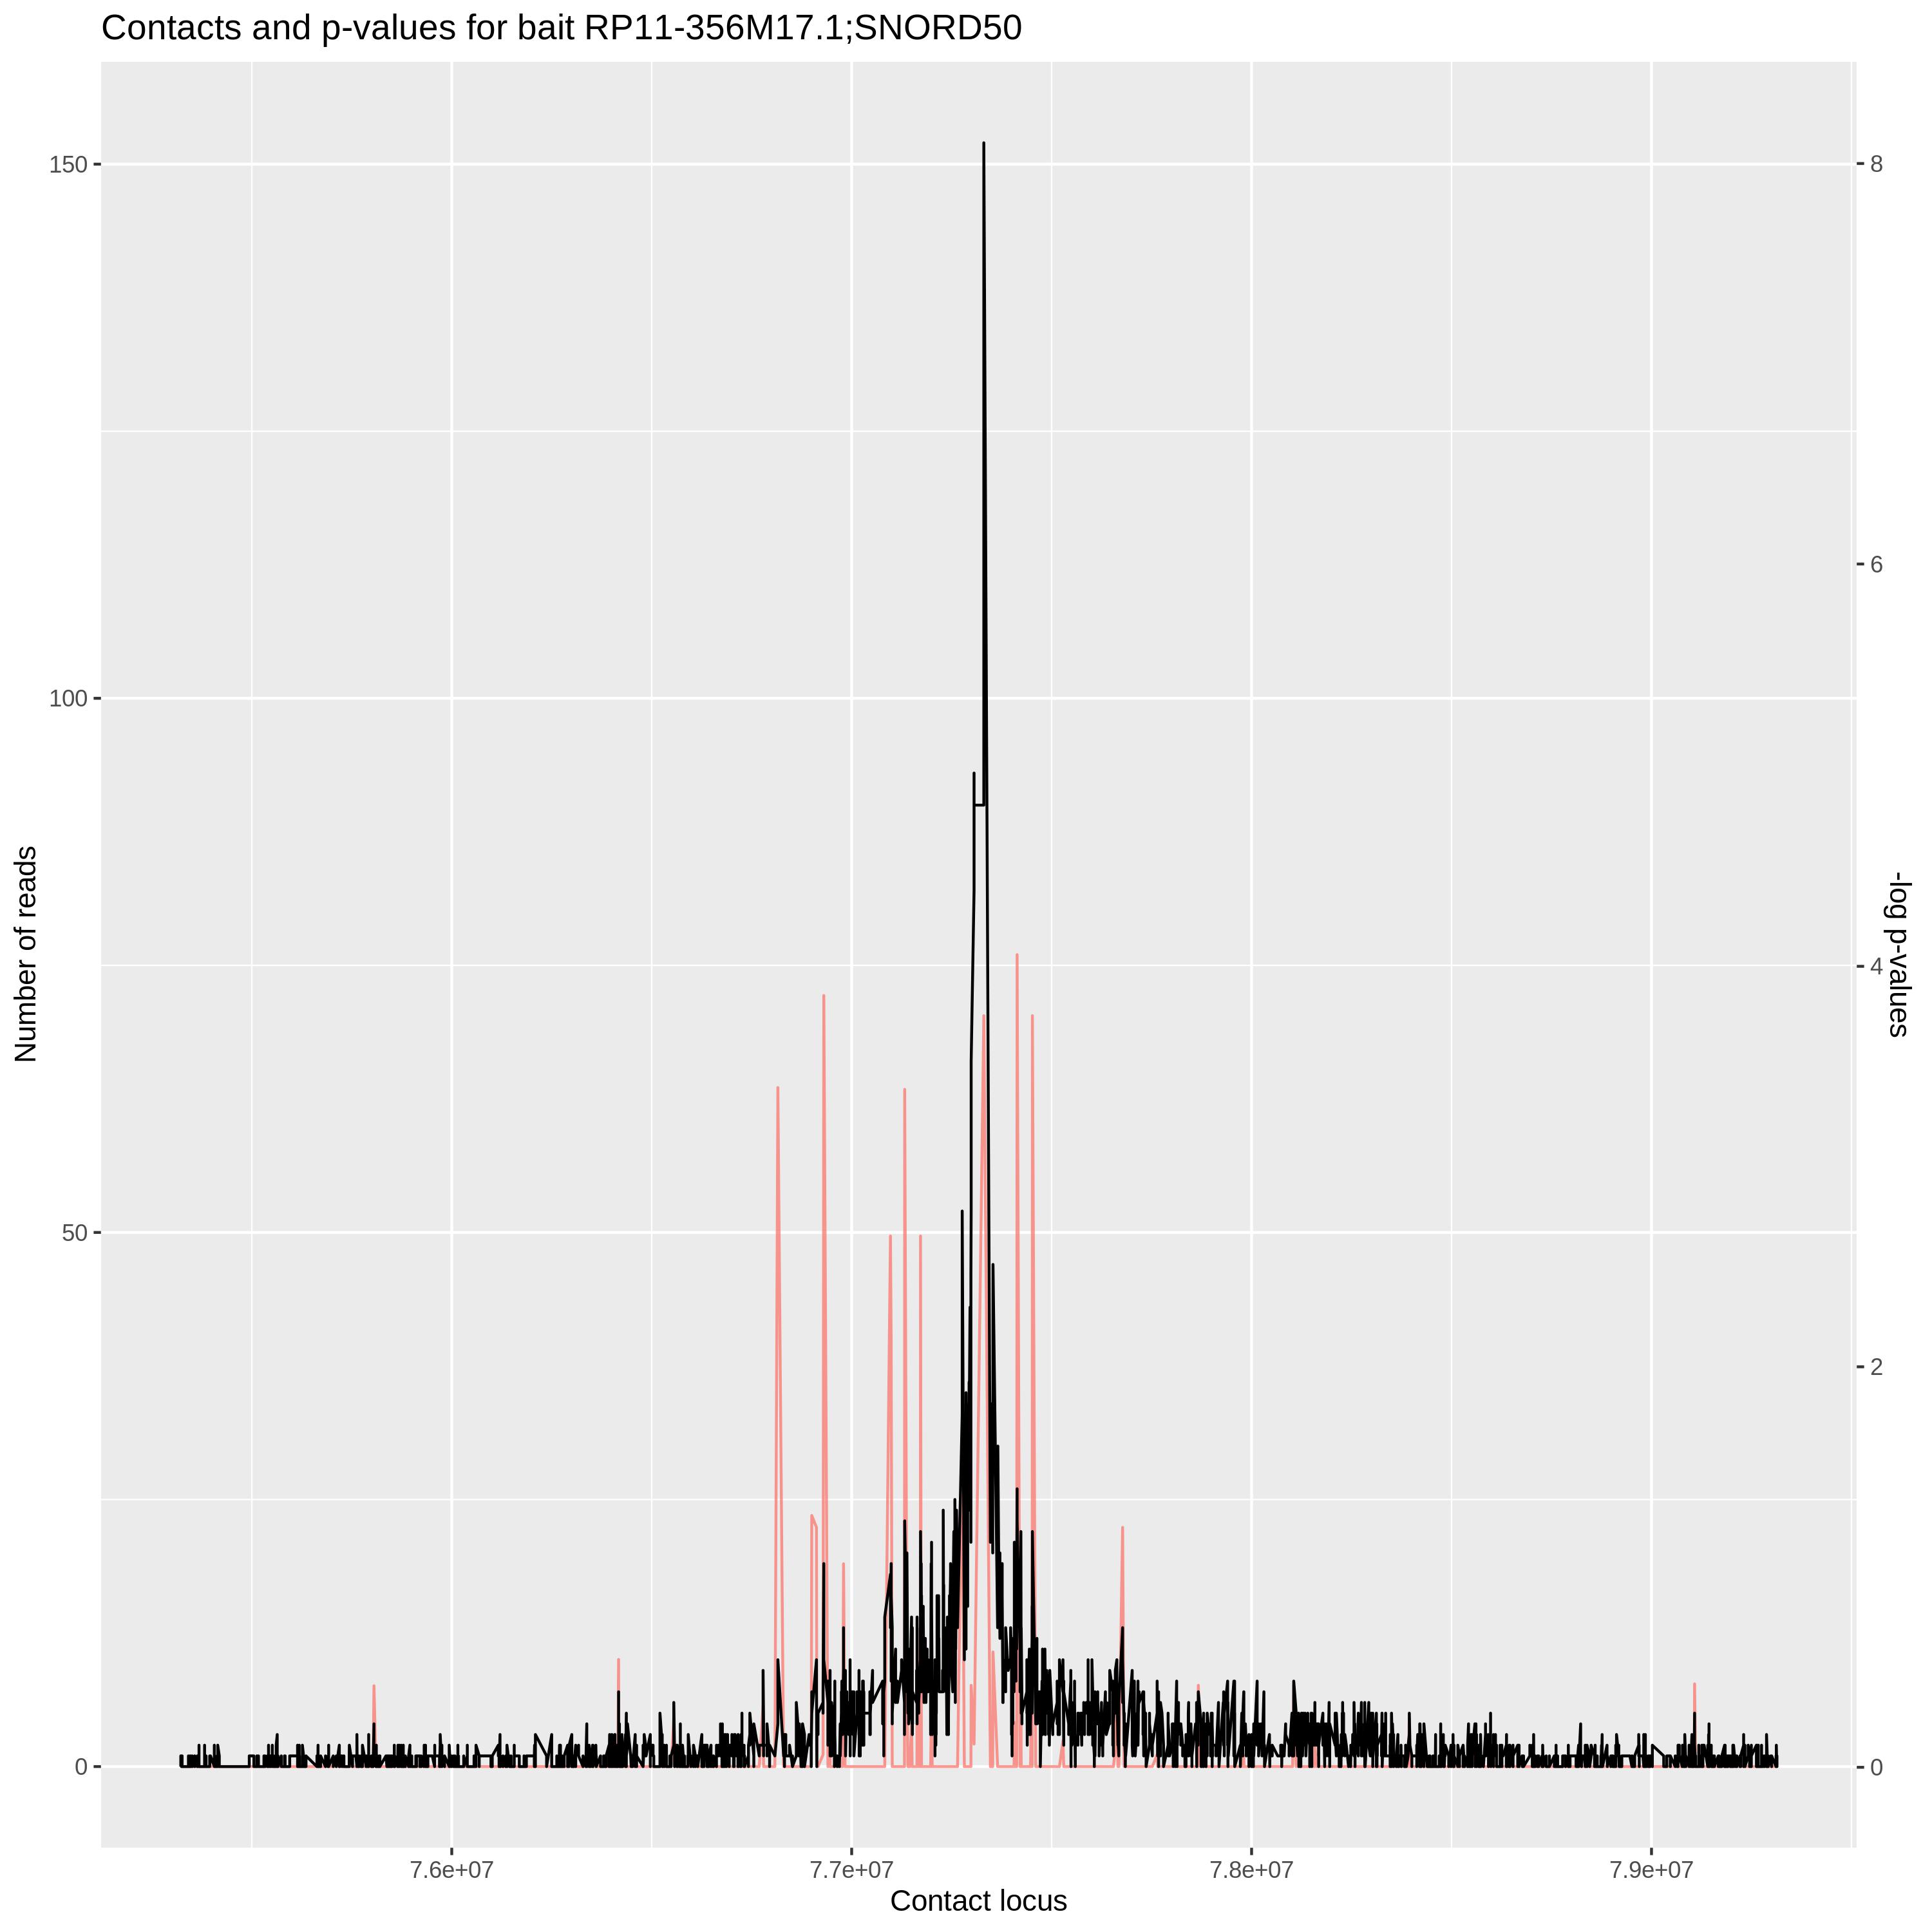 Contacts and p-values for bait RP11-356M17.1;SNORD50
150
100
50
0
Number of reads
8
6
4
2
0
-log p-values
7.6e+07
7.7e+07
7.8e+07
7.9e+07
Contact locus